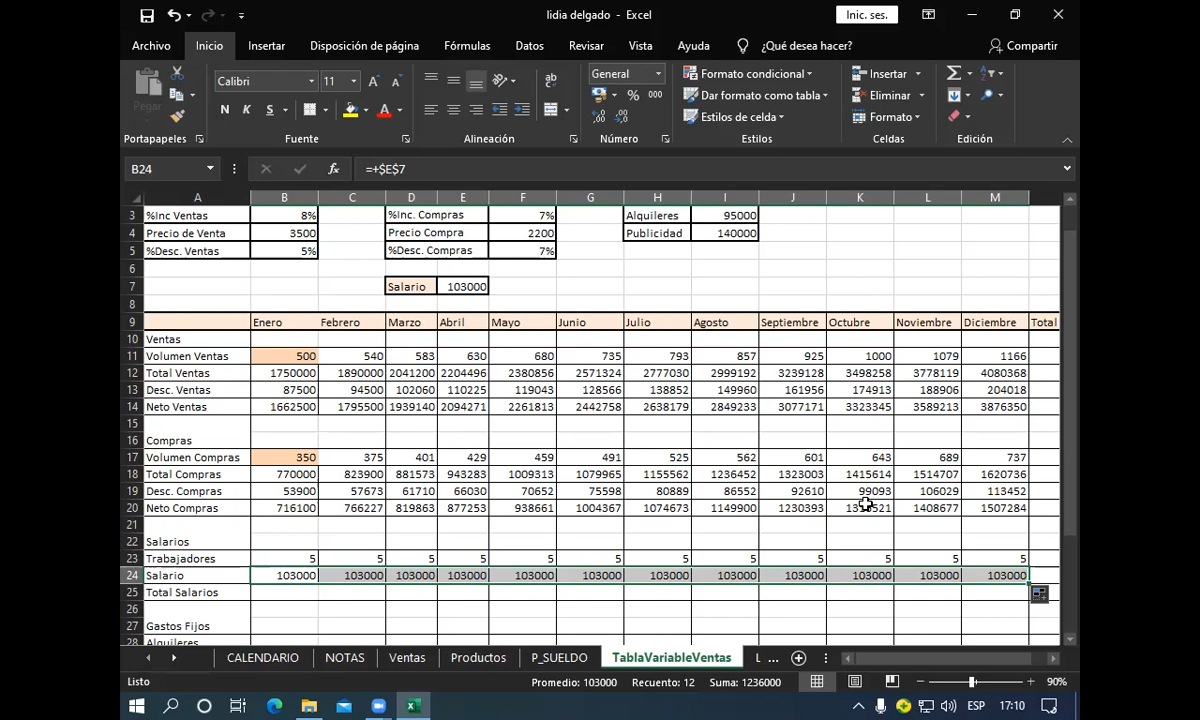 lidia delgado - Excel
Inic. ses.
Archivo Inicio Insertar Disposición de página Fórmulas Datos Revisar Vista Ayuda ¿Qué desea hacer? Compartir
Pegar
Calibri 11 General
N K S ab % 000
Formato condicional
Dar formato como tabla
Estilos de celda
Insertar
Eliminar
Formato
Portapapeles Fuente Alineación Número Estilos Celdas Edición
B24 fx =+$E$7
A B C D E F G H I J K L M
3 %Inc Ventas 8% %Inc. Compras 7% Alquileres 95000
4 Precio de Venta 3500 Precio Compra 2200 Publicidad 140000
5 %Desc. Ventas 5% %Desc. Compras 7%
6
7 Salario 103000
8
9 Enero Febrero Marzo Abril Mayo Junio Julio Agosto Septiembre Octubre Noviembre Diciembre Total
10 Ventas
11 Volumen Ventas 500 540 583 630 680 735 793 857 925 1000 1079 1166
12 Total Ventas 1750000 1890000 2041200 2204496 2380856 2571324 2777030 2999192 3239128 3498258 3778119 4080368
13 Desc. Ventas 87500 94500 102060 110225 119043 128566 138852 149960 161956 174913 188906 204018
14 Neto Ventas 1662500 1795500 1939140 2094271 2261813 2442758 2638179 2849233 3077171 3323345 3589213 3876350
15
16 Compras
17 Volumen Compras 350 375 401 429 459 491 525 562 601 643 689 737
18 Total Compras 770000 823900 881573 943283 1009313 1079965 1155562 1236452 1323003 1415614 1514707 1620736
19 Desc. Compras 53900 57673 61710 66030 70652 75598 80889 86552 92610 99093 106029 113452
20 Neto Compras 716100 766227 819863 877253 938661 1004367 1074673 1149900 1230393 1408677 1507284
21
22 Salarios
23 Trabajadores 5 5 5 5 5 5 5 5 5 5 5 5
24 Salario 103000 103000 103000 103000 103000 103000 103000 103000 103000 103000 103000 103000
25 Total Salarios
26
27 Gastos Fijos
28 Alquileres
CALENDARIO NOTAS Ventas Productos P_SUELDO TablaVariableVentas L ...
Listo Promedio: 103000 Recuento: 12 Suma: 1236000 90%
ESP 17:10